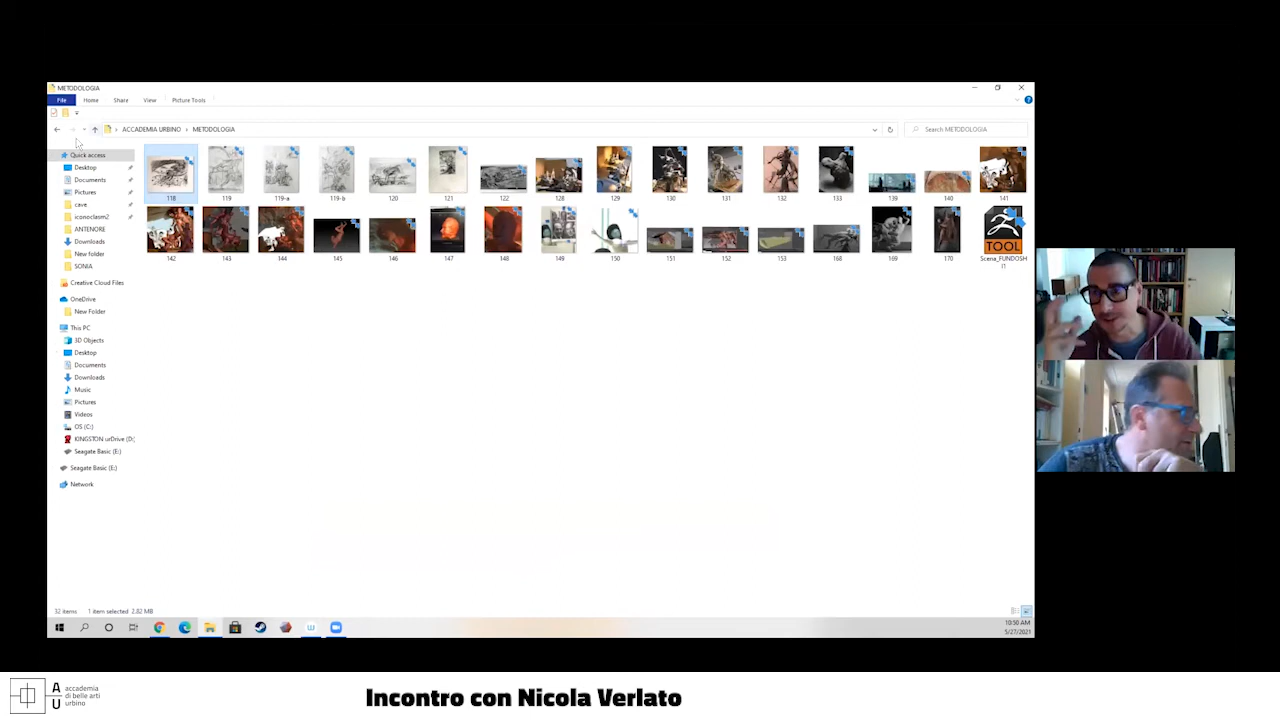 METODOLOGIA
File Home Share View Picture Tools
ACCADEMIA URBINO › METODOLOGIA
Search METODOLOGIA
Quick access
Desktop
Documents
Pictures
cave
iconoclasm2
ANTENORE
Downloads
New folder
SONIA
Creative Cloud Files
OneDrive
New Folder
This PC
3D Objects
Desktop
Documents
Downloads
Music
Pictures
Videos
OS (C:)
KINGSTON urDrive (D:)
Seagate Basic (E:)
Seagate Basic (E:)
Network
118 119 119-a 119-b 120 121 122 128 129 130 131 132 133 139 140 141
142 143 144 145 146 147 148 149 150 151 152 153 168 169 170
TOOL
Scena_FUNDOSH
I1
32 items 1 item selected 2.82 MB
10:50 AM
5/27/2021
A
U
accademia
di belle arti
urbino
Incontro con Nicola Verlato